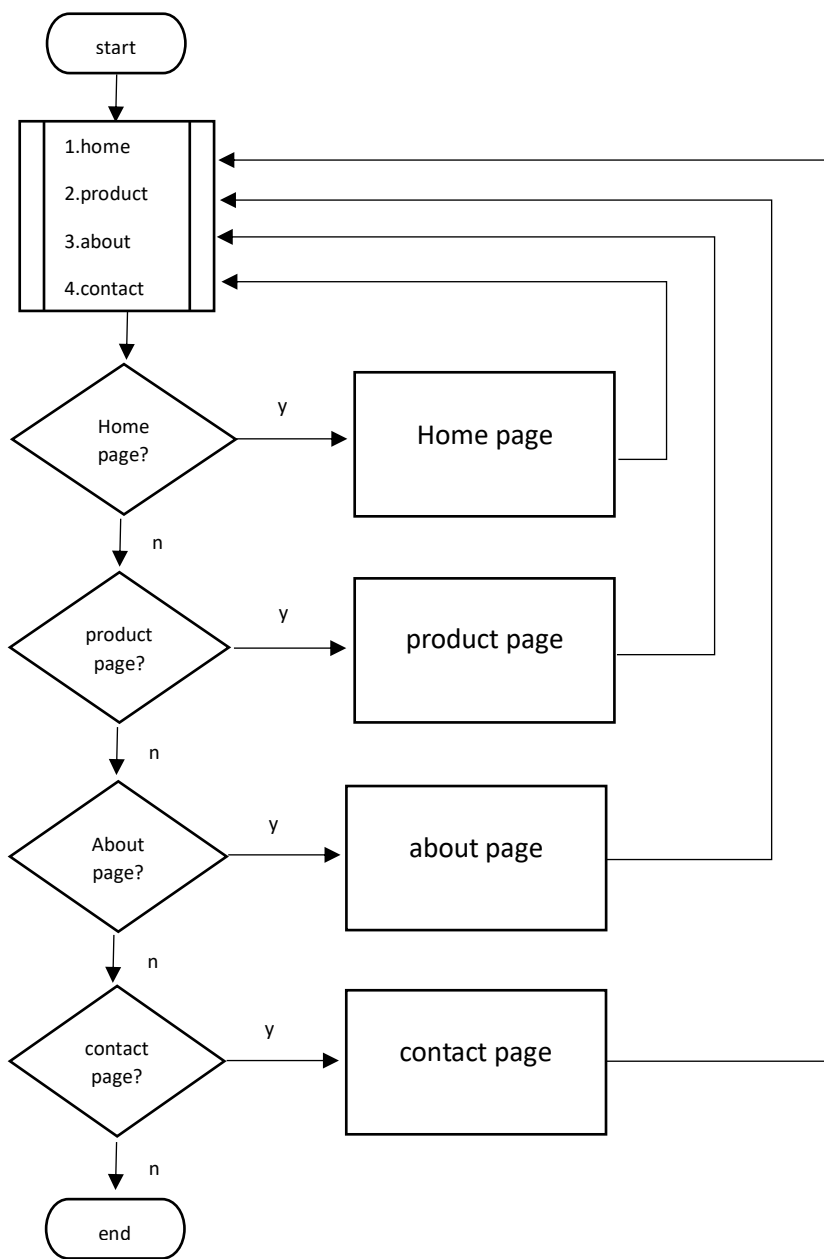 start
1.home
2.product
3.about
4.contact
Home
page?
y
Home page
n
product
page?
y
product page
n
About
page?
y
about page
n
contact
page?
y
contact page
n
end